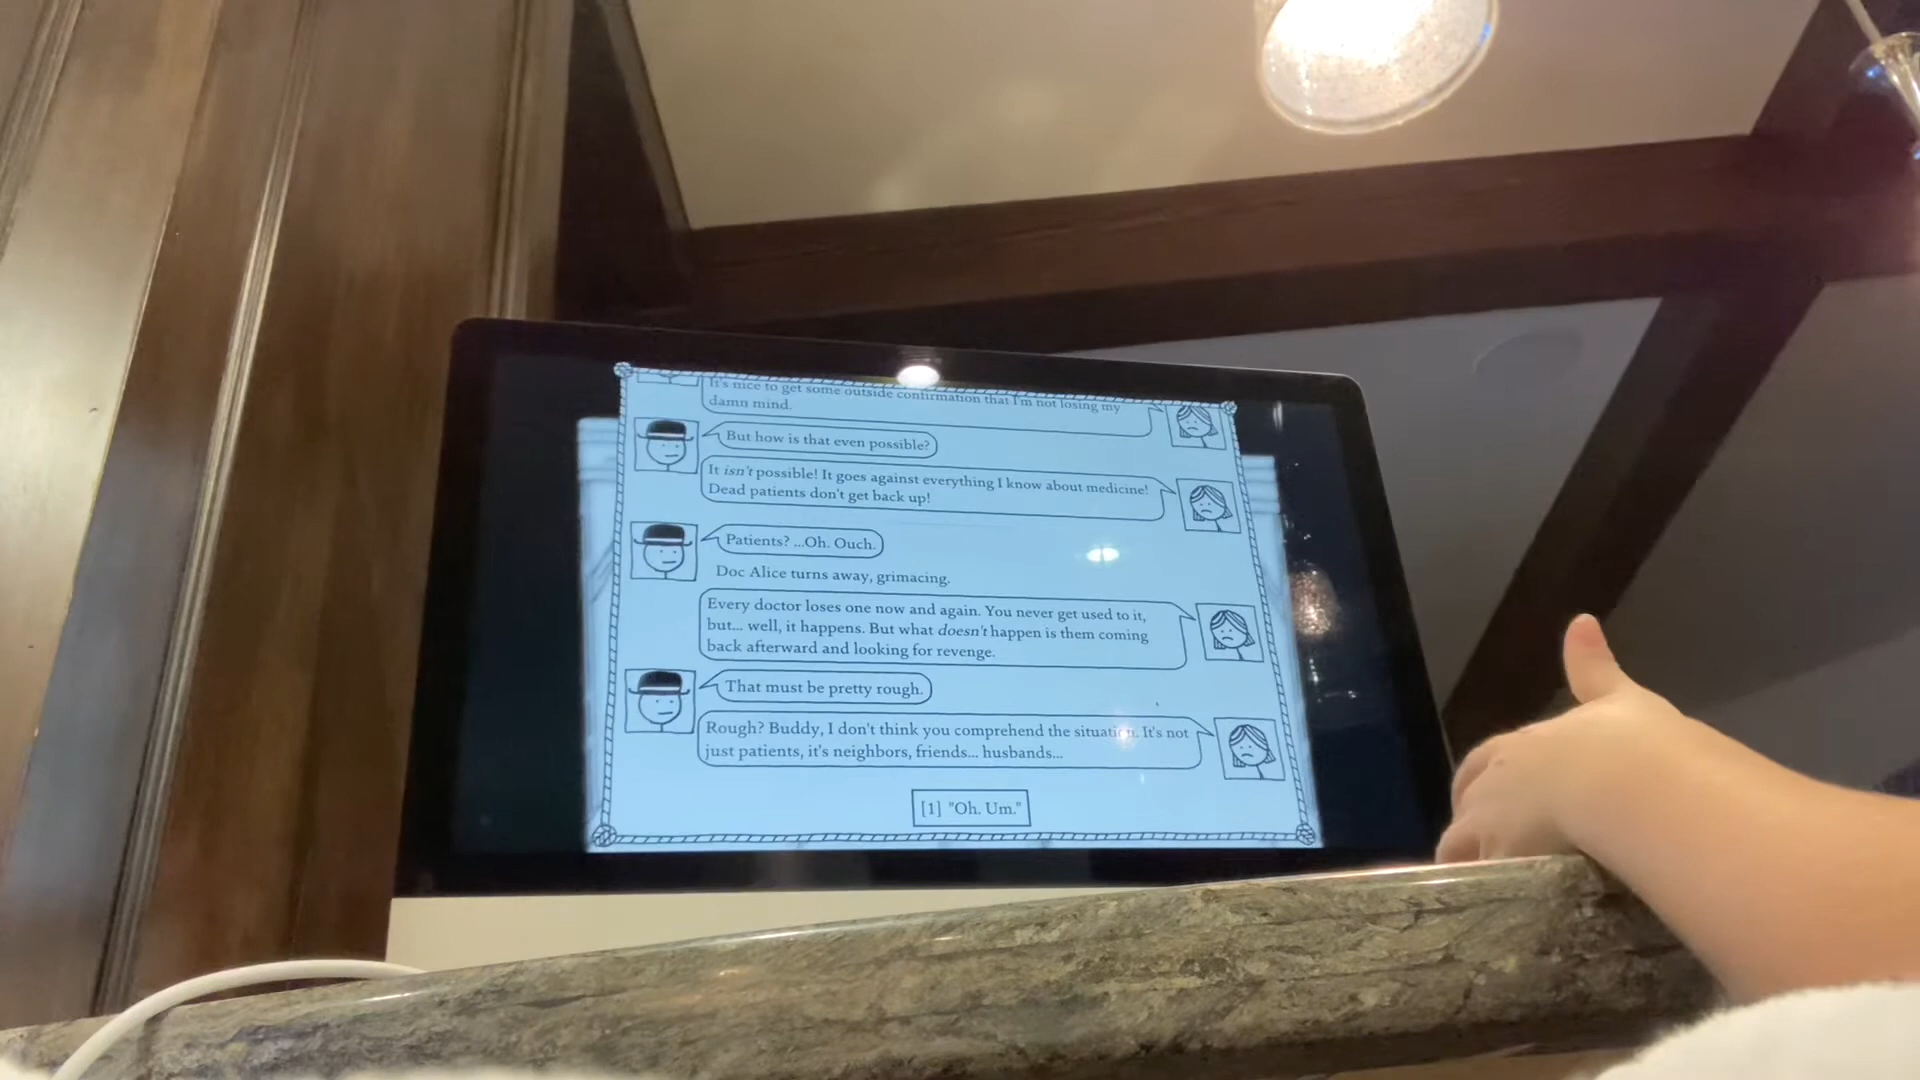 It's nice to get some outside confirmation that I'm not losing my
damn mind.
But how is that even possible?
It isn't possible! It goes against everything I know about medicine!
Dead patients don't get back up!
Patients? ...Oh. Ouch.
Doc Alice turns away, grimacing.
Every doctor loses one now and again. You never get used to it,
but... well, it happens. But what doesn't happen is them coming
back afterward and looking for revenge.
That must be pretty rough.
Rough? Buddy, I don't think you comprehend the situation. It's not
just patients, it's neighbors, friends... husbands...
[1] "Oh. Um."